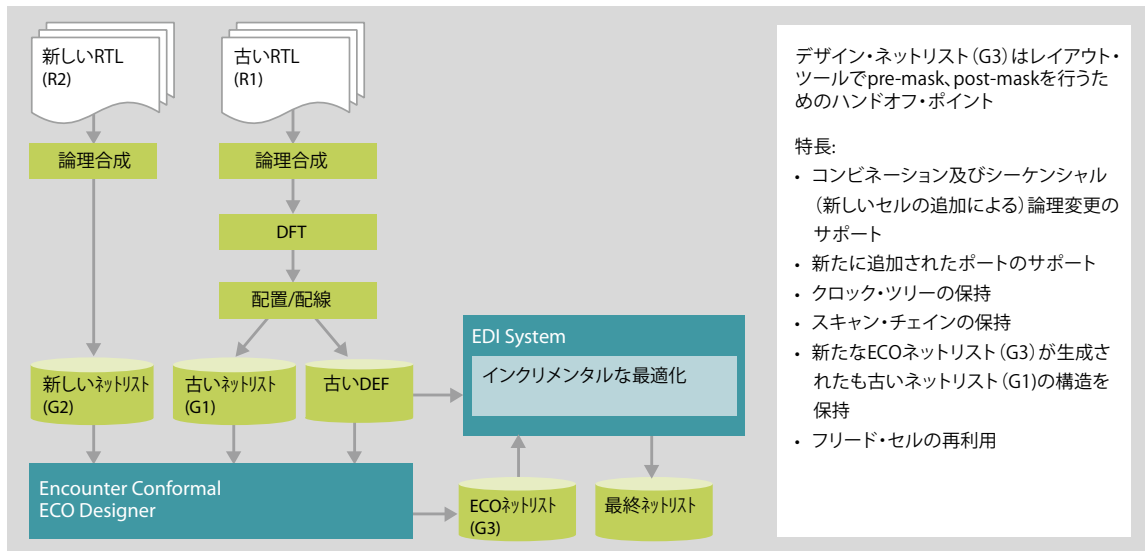 新しいRTL
(R2)
古いRTL
(R1)
論理合成
論理合成
DFT
配置/配線
新しいネットリスト
(G2)
古いネットリスト
(G1)
古いDEF
EDI System
インクリメンタルな最適化
Encounter Conformal
ECO Designer
ECOネットリスト
(G3)
最終ネットリスト
デザイン・ネットリスト(G3)はレイアウト・
ツールでpre-mask、post-maskを行うた
めのハンドオフ・ポイント
特長:
• コンビネーション及びシーケンシャル
(新しいセルの追加による)論理変更の
サポート
• 新たに追加されたポートのサポート
• クロック・ツリーの保持
• スキャン・チェインの保持
• 新たなECOネットリスト(G3)が生成さ
れたも古いネットリスト(G1)の構造を
保持
• フリード・セルの再利用